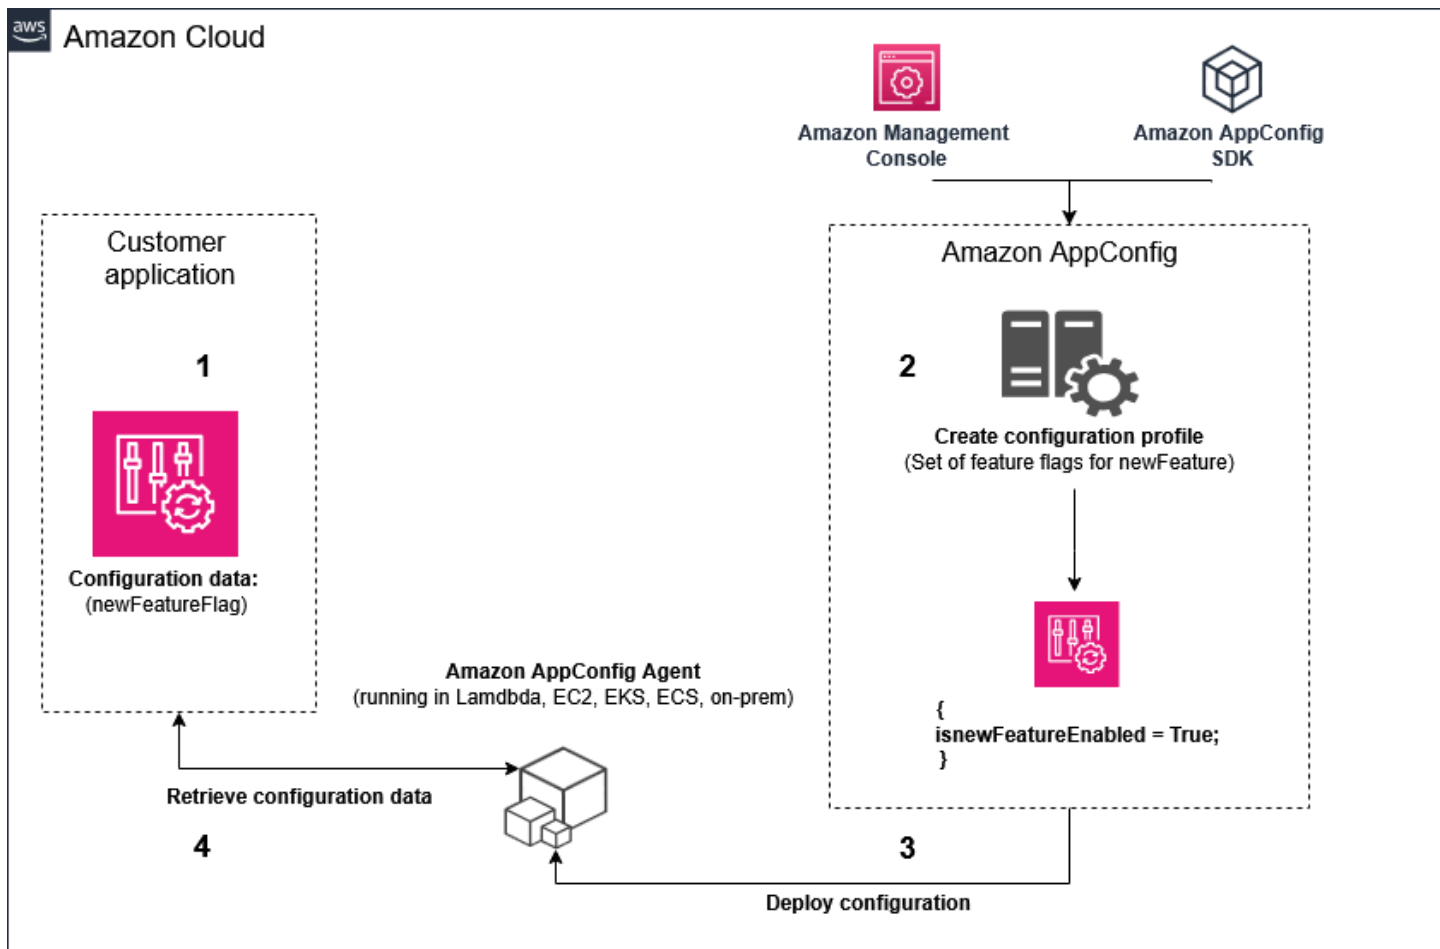 aws
Amazon Cloud
Amazon Management
Console
Amazon AppConfig
SDK
Customer
application
1
Configuration data:
(newFeatureFlag)
Amazon AppConfig
2
Create configuration profile
(Set of feature flags for newFeature)
{
isnewFeatureEnabled = True;
}
Amazon AppConfig Agent
(running in Lamdbda, EC2, EKS, ECS, on-prem)
Retrieve configuration data
4
3
Deploy configuration